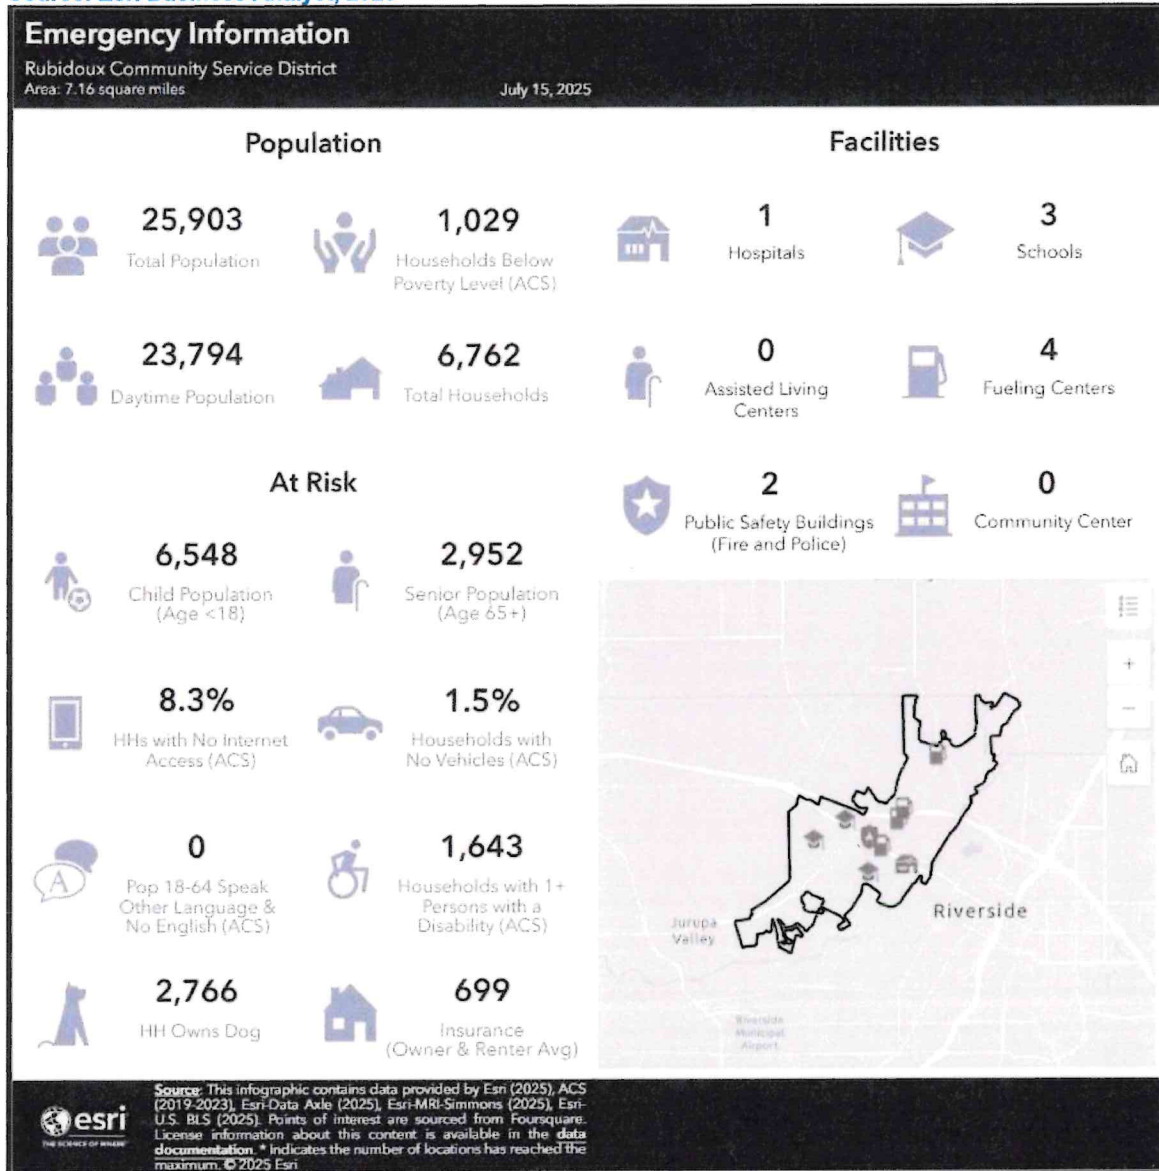 Emergency Information
Rubidoux Community Service District
Area: 7.16 square miles
July 15, 2025
Population
25,903
Total Population
1,029
Households Below
Poverty Level (ACS)
23,794
Daytime Population
6,762
Total Households
At Risk
6,548
Child Population
(Age <18)
2,952
Senior Population
(Age 65+)
8.3%
HHs with No Internet
Access (ACS)
1.5%
Households with
No Vehicles (ACS)
A
0
Pop 18-64 Speak
Other Language &
No English (ACS)
1,643
Households with 1+
Persons with a
Disability (ACS)
2,766
HH Owns Dog
699
Insurance
(Owner & Renter Avg)
Facilities
1
Hospitals
3
Schools
0
Assisted Living
Centers
4
Fueling Centers
2
Public Safety Buildings
(Fire and Police)
0
Community Center
+
−
Jurupa
Valley
Riverside
Riverside
Municipal
Airport
esri
THE SCIENCE OF WHERE
Source: This infographic contains data provided by Esri (2025), ACS
(2019-2023), Esri-Data Axle (2025), Esri-MRI-Simmons (2025), Esri-
U.S. BLS (2025). Points of interest are sourced from Foursquare.
License information about this content is available in the data
documentation. * Indicates the number of locations has reached the
maximum. © 2025 Esri